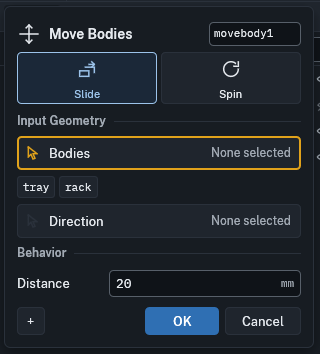 Move Bodies movebody1
Slide Spin
Input Geometry
Bodies None selected
tray rack
Direction None selected
Behavior
Distance 20 mm
+ OK Cancel